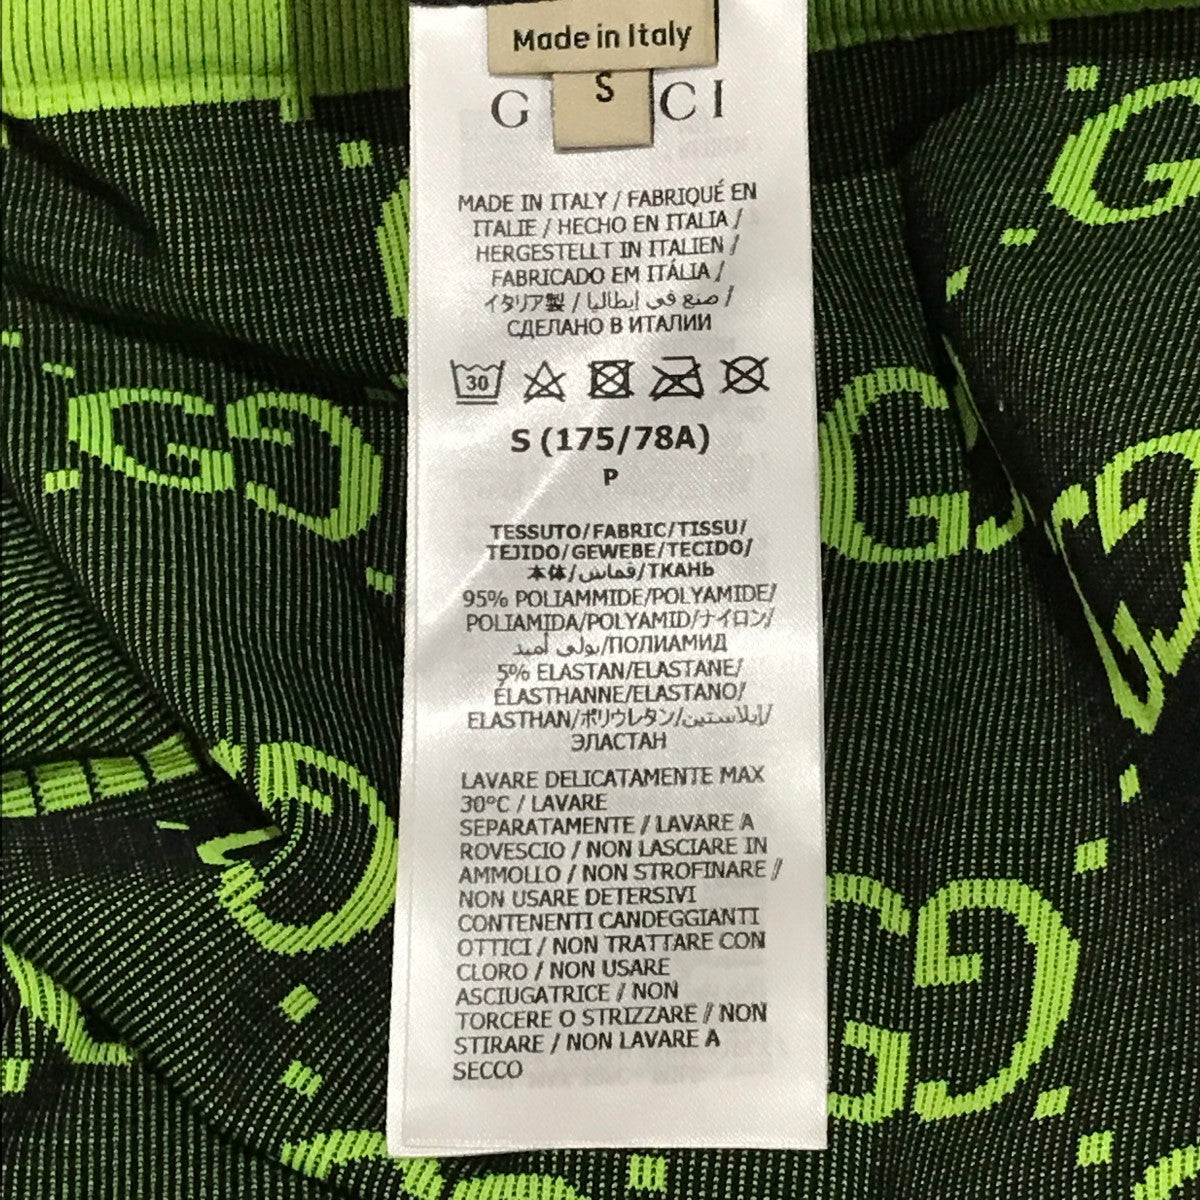 Made in Italy
S
G CI
MADE IN ITALY / FABRIQUÉ EN
ITALIE / HECHO EN ITALIA /
HERGESTELLT IN ITALIEN /
FABRICADO EM ITÁLIA /
イタリア製 / صنع في إيطاليا /
СДЕЛАНО В ИТАЛИИ
30
S (175/78A)
P
TESSUTO/FABRIC/TISSU/
TEJIDO/GEWEBE/TECIDO/
本体/قماش/ТКАНЬ
95% POLIAMMIDE/POLYAMIDE/
POLIAMIDA/POLYAMID/ナイロン/
بولي أميد/ПОЛИАМИД
5% ELASTAN/ELASTANE/
ÉLASTHANNE/ELASTANO/
ELASTHAN/ポリウレタン/إيلاستين/
ЭЛАСТАН
LAVARE DELICATAMENTE MAX
30°C / LAVARE
SEPARATAMENTE / LAVARE A
ROVESCIO / NON LASCIARE IN
AMMOLLO / NON STROFINARE /
NON USARE DETERSIVI
CONTENENTI CANDEGGIANTI
OTTICI / NON TRATTARE CON
CLORO / NON USARE
ASCIUGATRICE / NON
TORCERE O STRIZZARE / NON
STIRARE / NON LAVARE A
SECCO